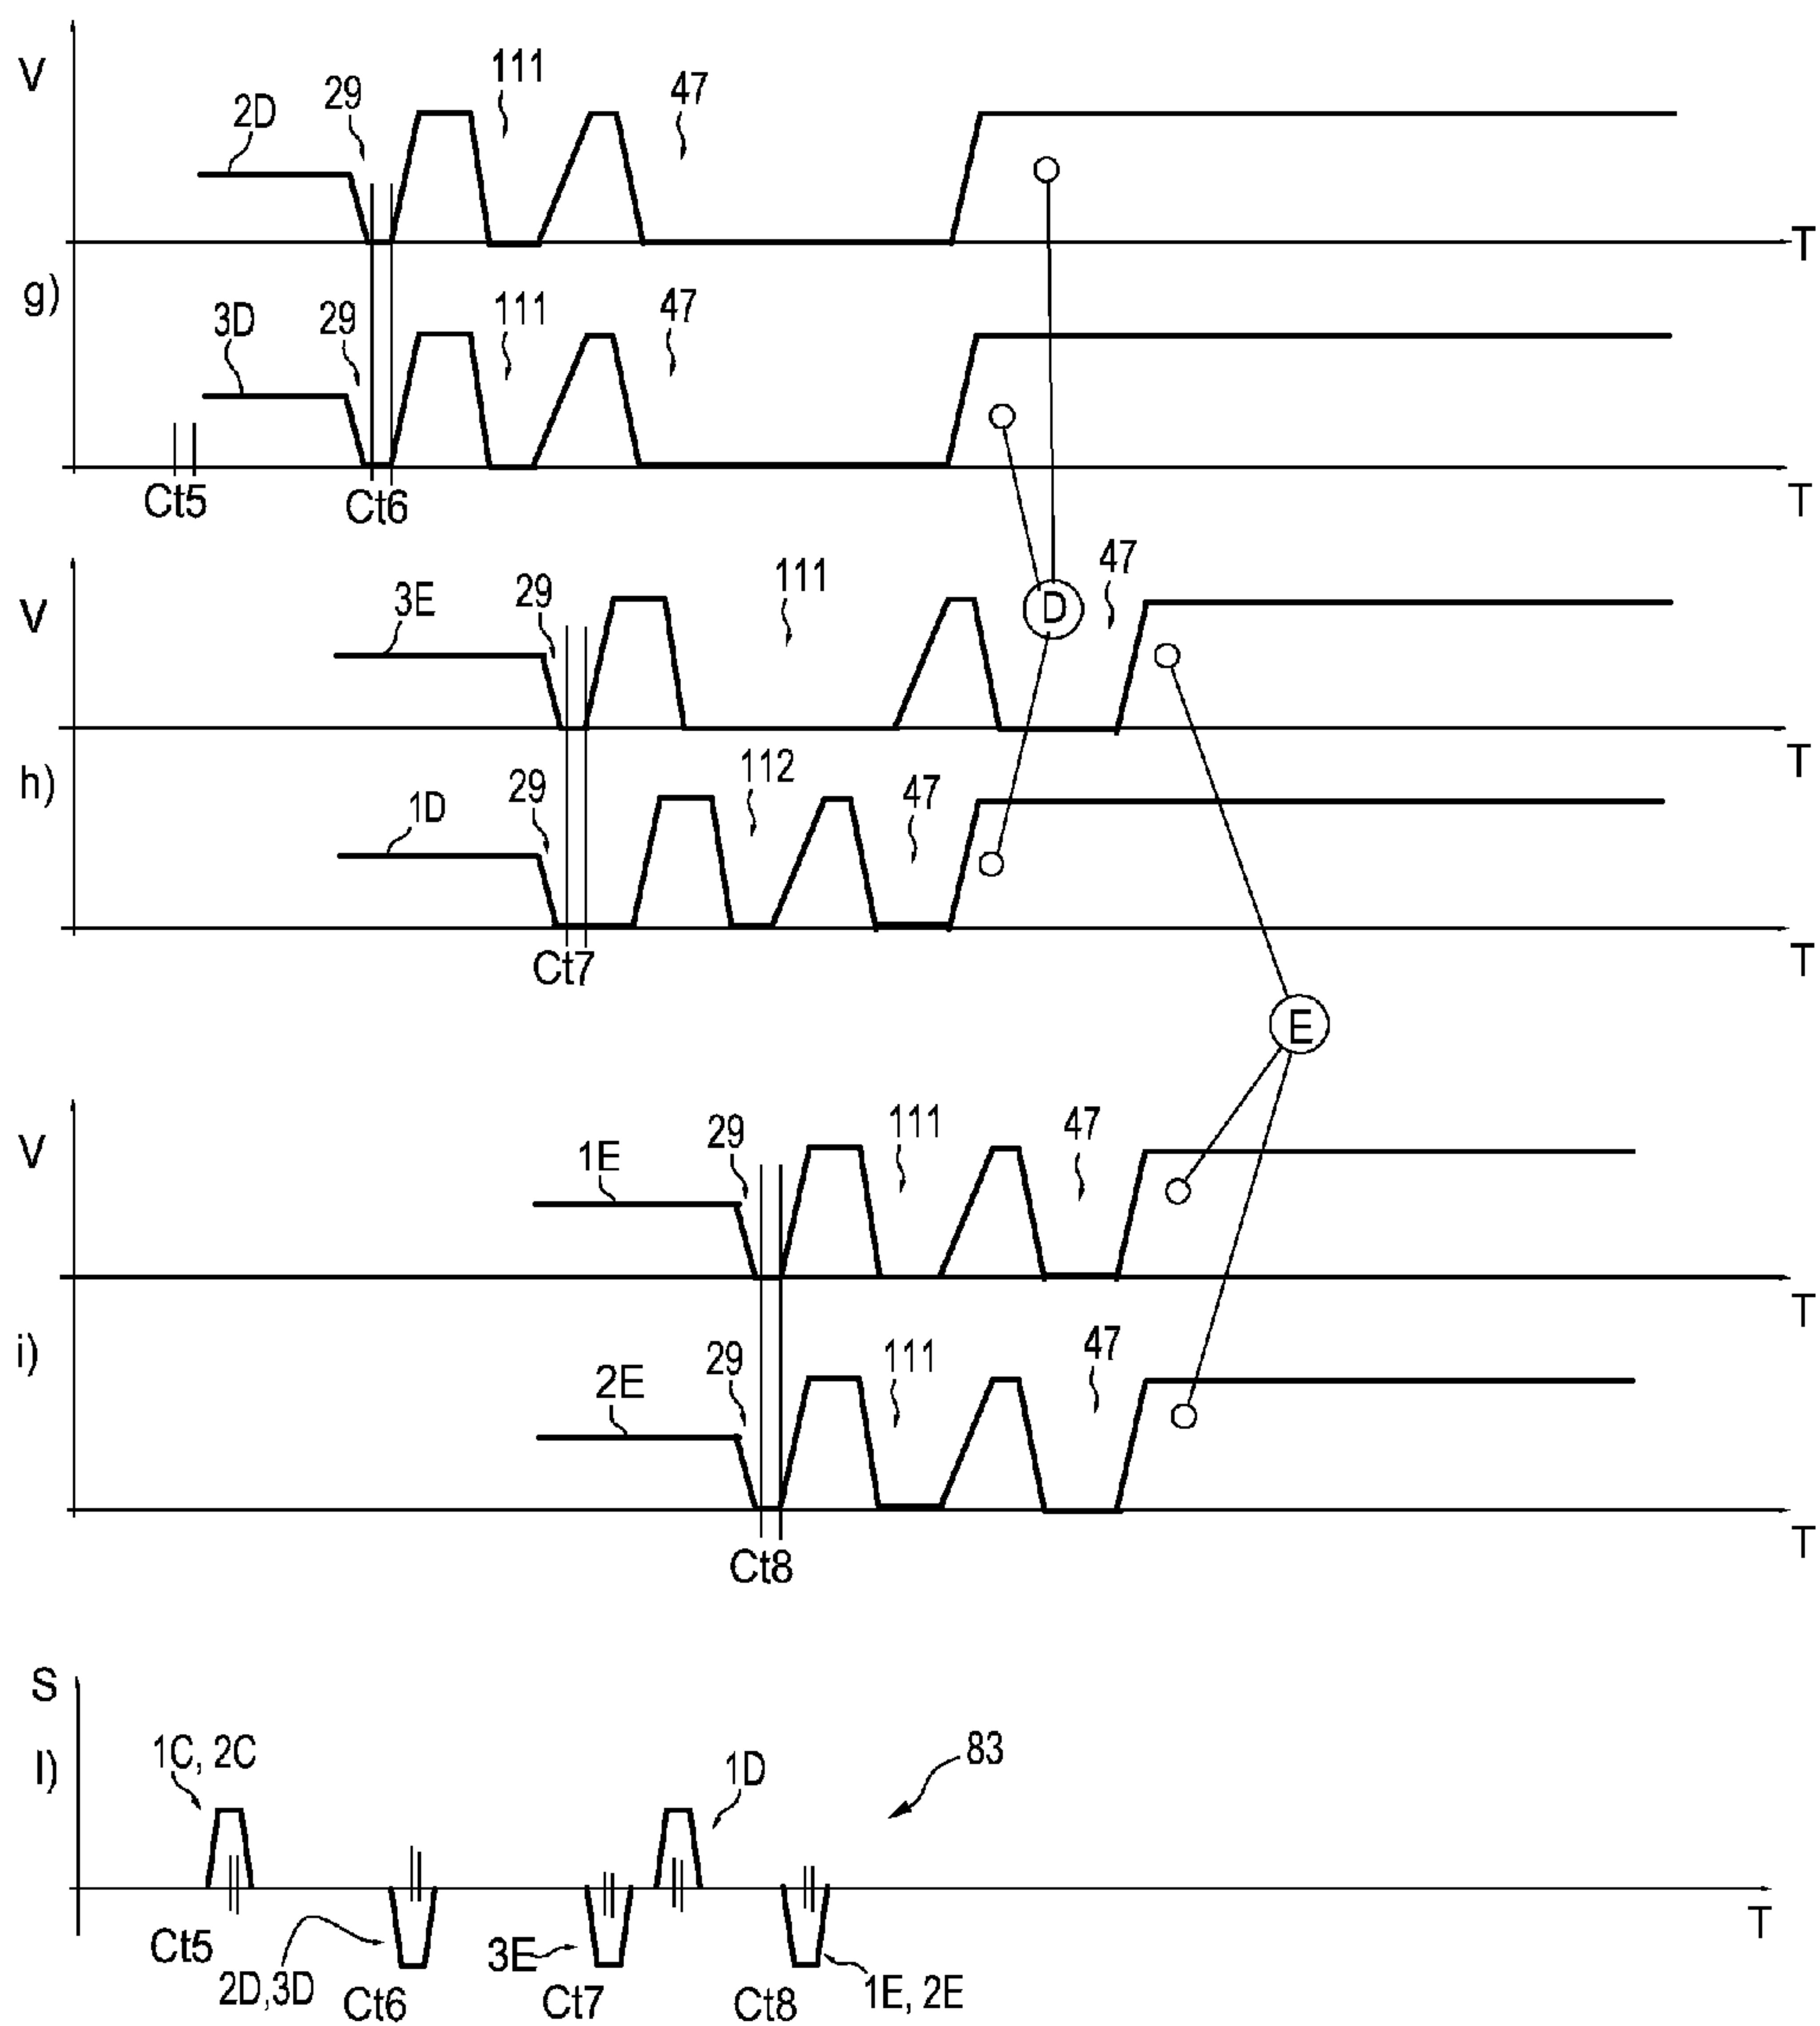 V
2D
29
111
47
T
g)
3D
29
111
47
Ct5
Ct6
T
V
3E
29
111
D
47
T
h)
1D
29
112
47
Ct7
T
E
V
1E
29
111
47
T
i)
2E
29
111
47
Ct8
T
S
l)
1C, 2C
1D
83
Ct5
2D,3D
Ct6
3E
Ct7
Ct8
1E, 2E
T